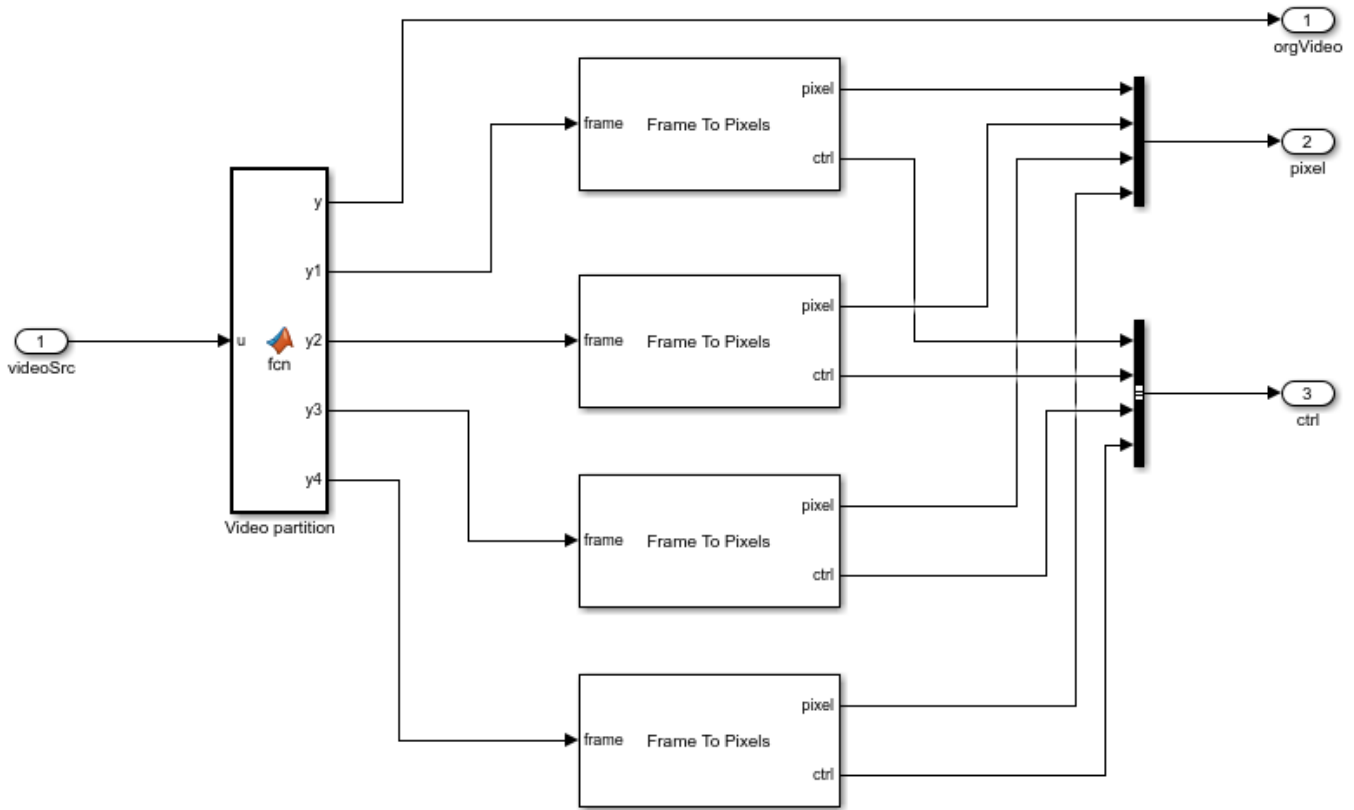 1
orgVideo
pixel
frame Frame To Pixels
ctrl
2
pixel
y
y1
pixel
1
videoSrc
u fcn y2
frame Frame To Pixels
ctrl
3
ctrl
y3
y4
Video partition
pixel
frame Frame To Pixels
ctrl
pixel
frame Frame To Pixels
ctrl